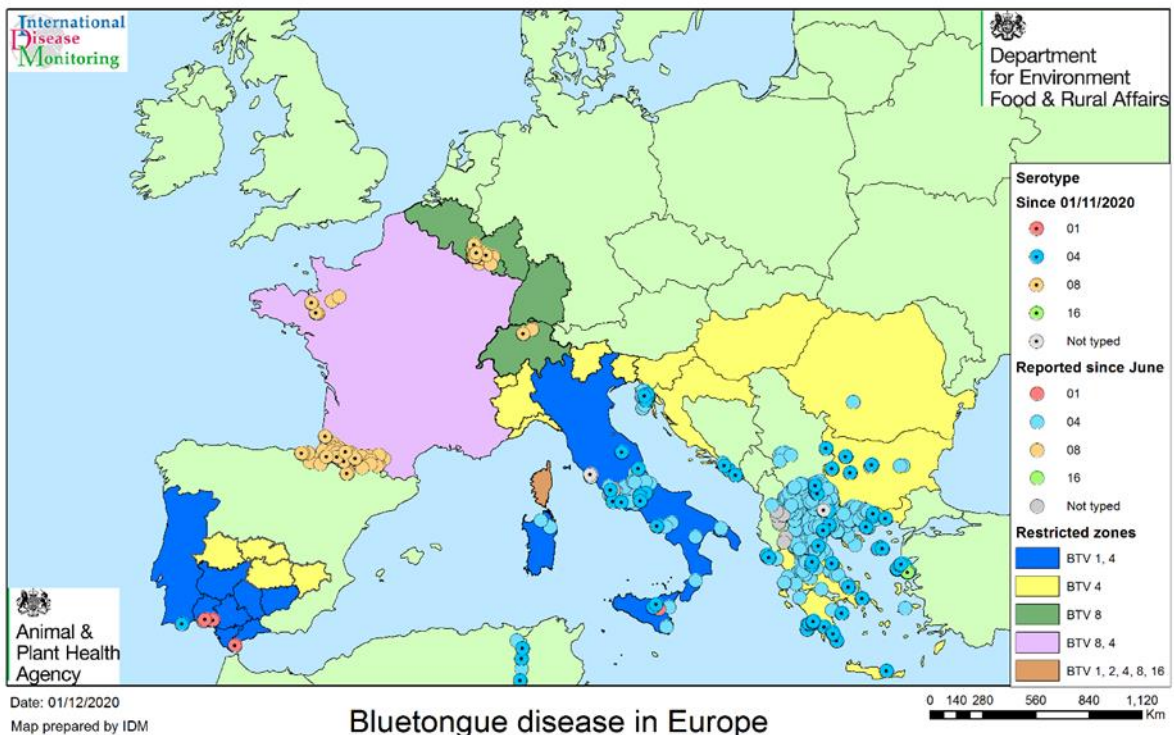 International
Disease
Monitoring
Department
for Environment
Food & Rural Affairs
Serotype
Since 01/11/2020
01
04
08
16
Not typed
Reported since June
01
04
08
16
Not typed
Restricted zones
BTV 1, 4
BTV 4
BTV 8
BTV 8, 4
BTV 1, 2, 4, 8, 16
Animal &
Plant Health
Agency
Date: 01/12/2020
Map prepared by IDM
Bluetongue disease in Europe
0 140 280 560 840 1,120
Km